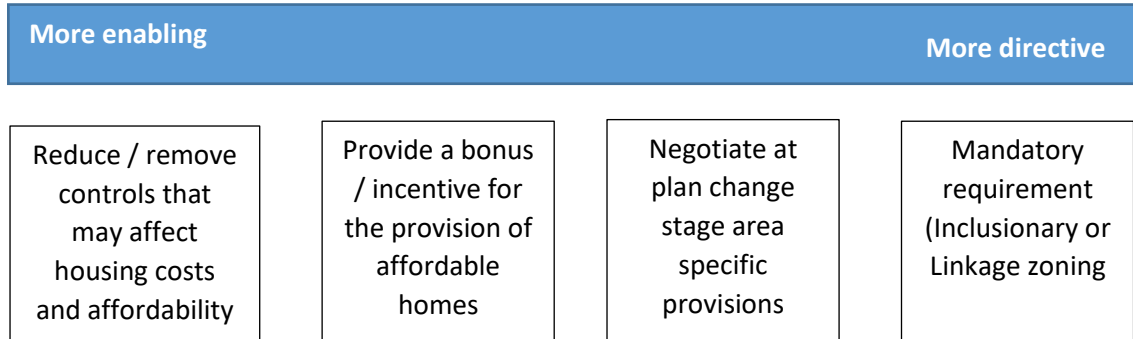 More enabling
More directive
Reduce / remove
controls that
may affect
housing costs
and affordability
Provide a bonus
/ incentive for
the provision of
affordable
homes
Negotiate at
plan change
stage area
specific
provisions
Mandatory
requirement
(Inclusionary or
Linkage zoning